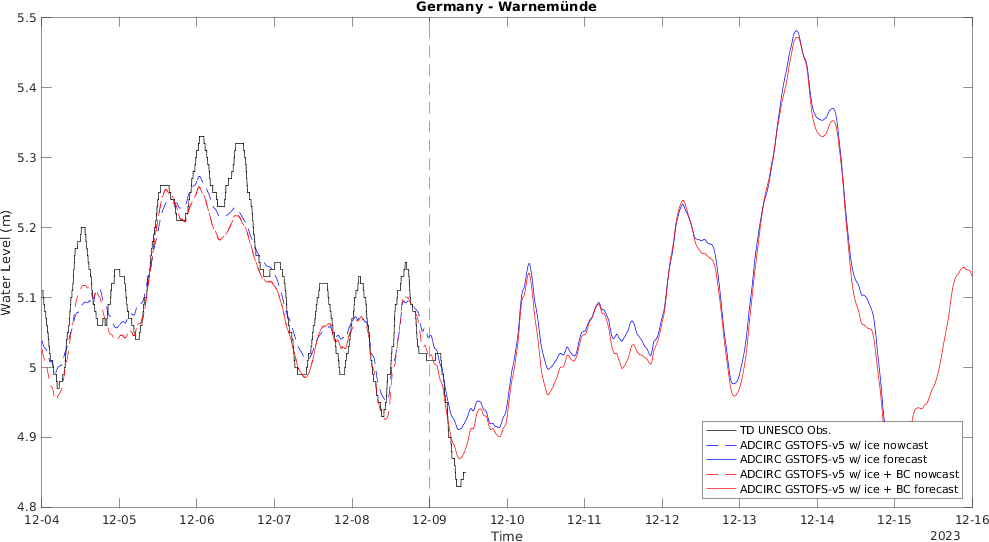 Germany - Warnemünde
5.5
5.4
5.3
5.2
5.1
5
4.9
4.8
Water Level (m)
12-04 12-05 12-06 12-07 12-08 12-09 12-10 12-11 12-12 12-13 12-14 12-15 12-16
Time
2023
TD UNESCO Obs.
ADCIRC GSTOFS-v5 w/ ice nowcast
ADCIRC GSTOFS-v5 w/ ice forecast
ADCIRC GSTOFS-v5 w/ ice + BC nowcast
ADCIRC GSTOFS-v5 w/ ice + BC forecast